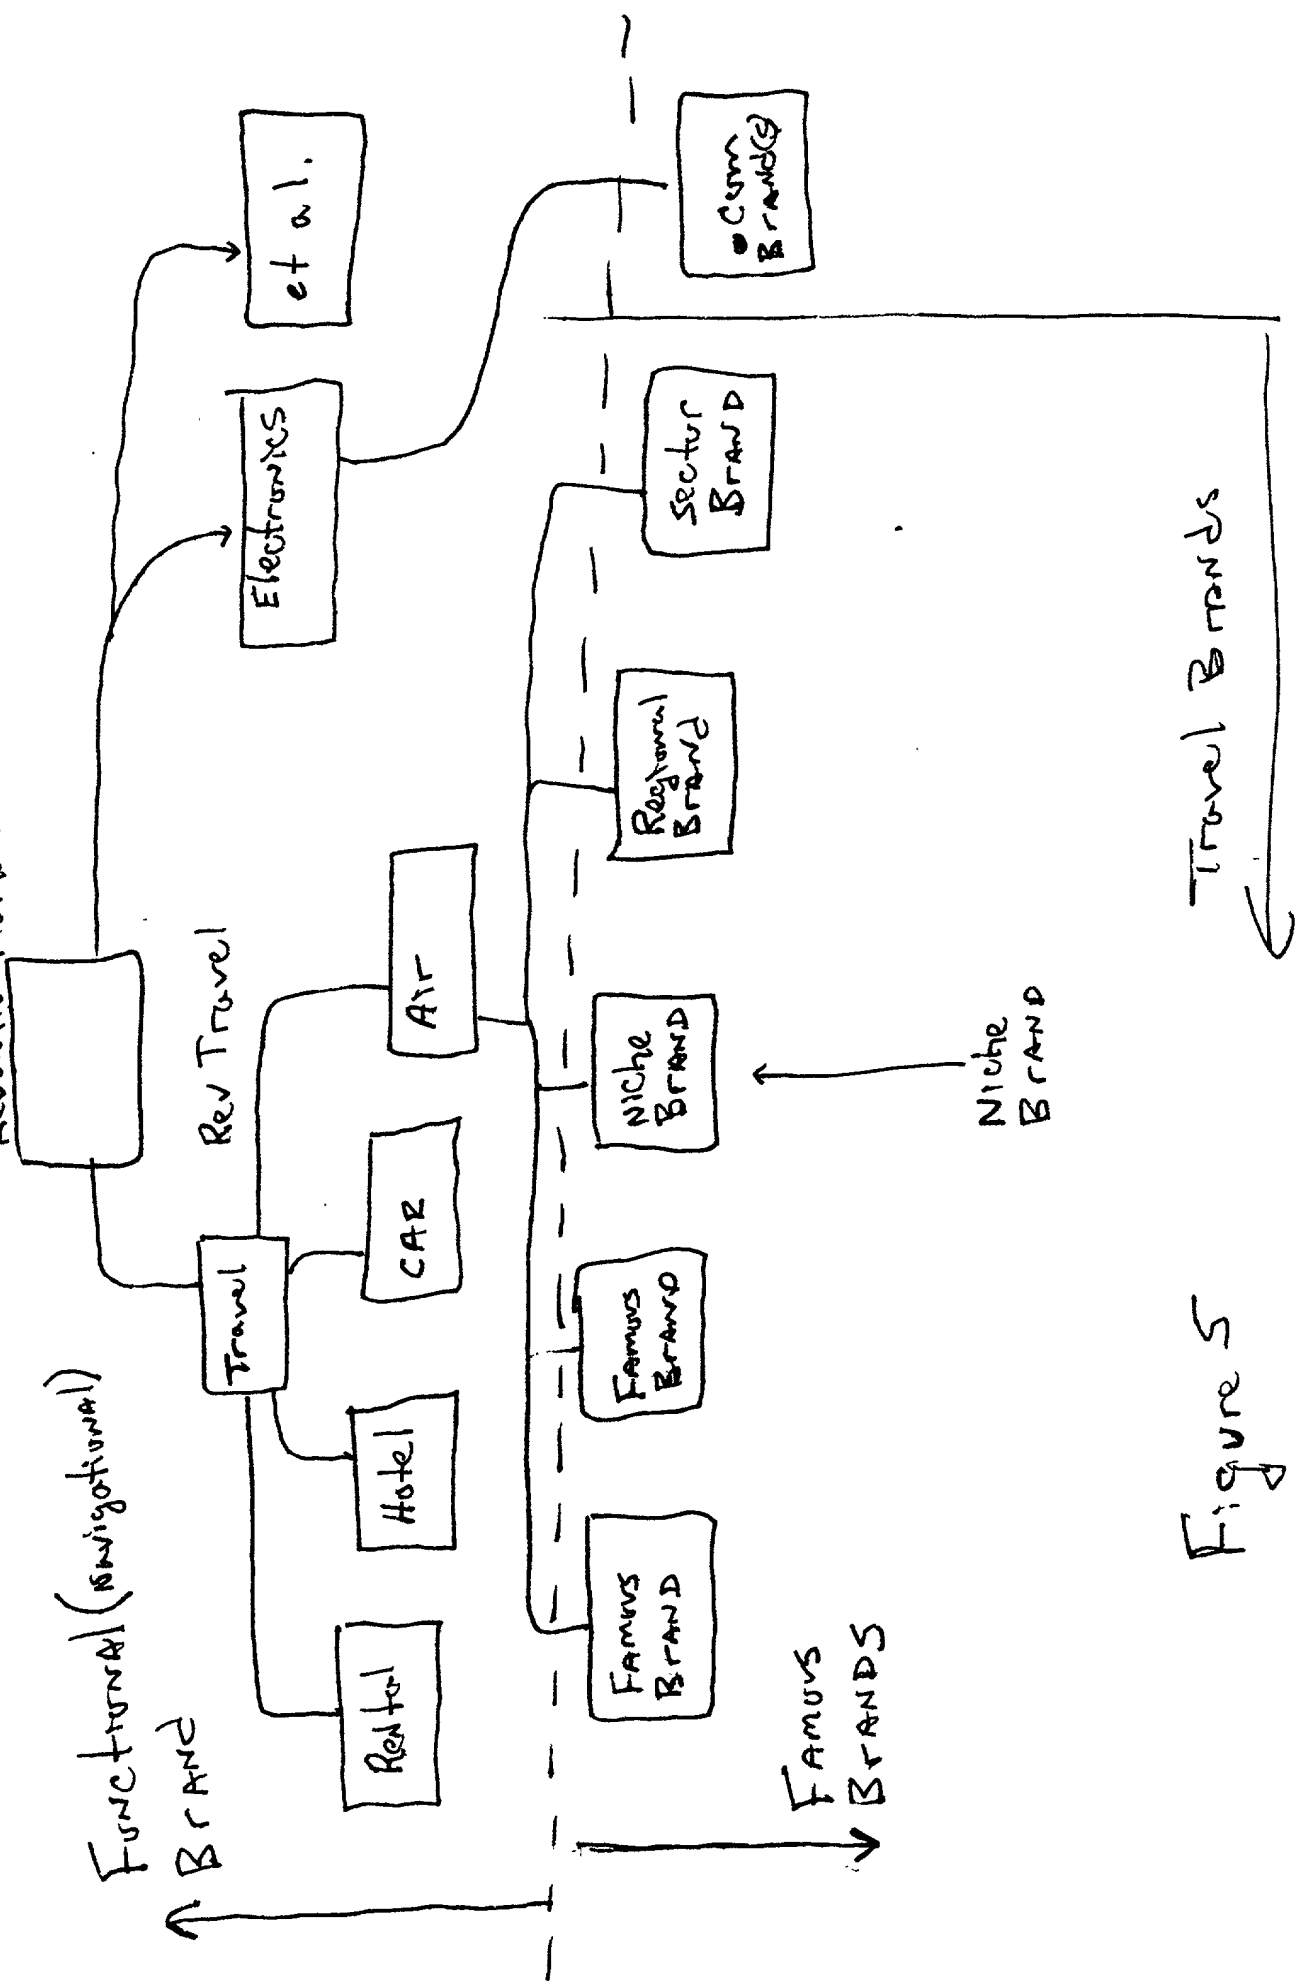 Functional (Navigational)
Brand
Rev Travel
Travel
Electronics
et al.
Rental
Hotel
CAR
Air
Famous
Brand
Famous
Brand
Niche
Brand
Regional
Brand
Sector
Brand
.Com
Brand(s)
Famous
Brands
Niche
Brand
Travel Brands
Figure 5